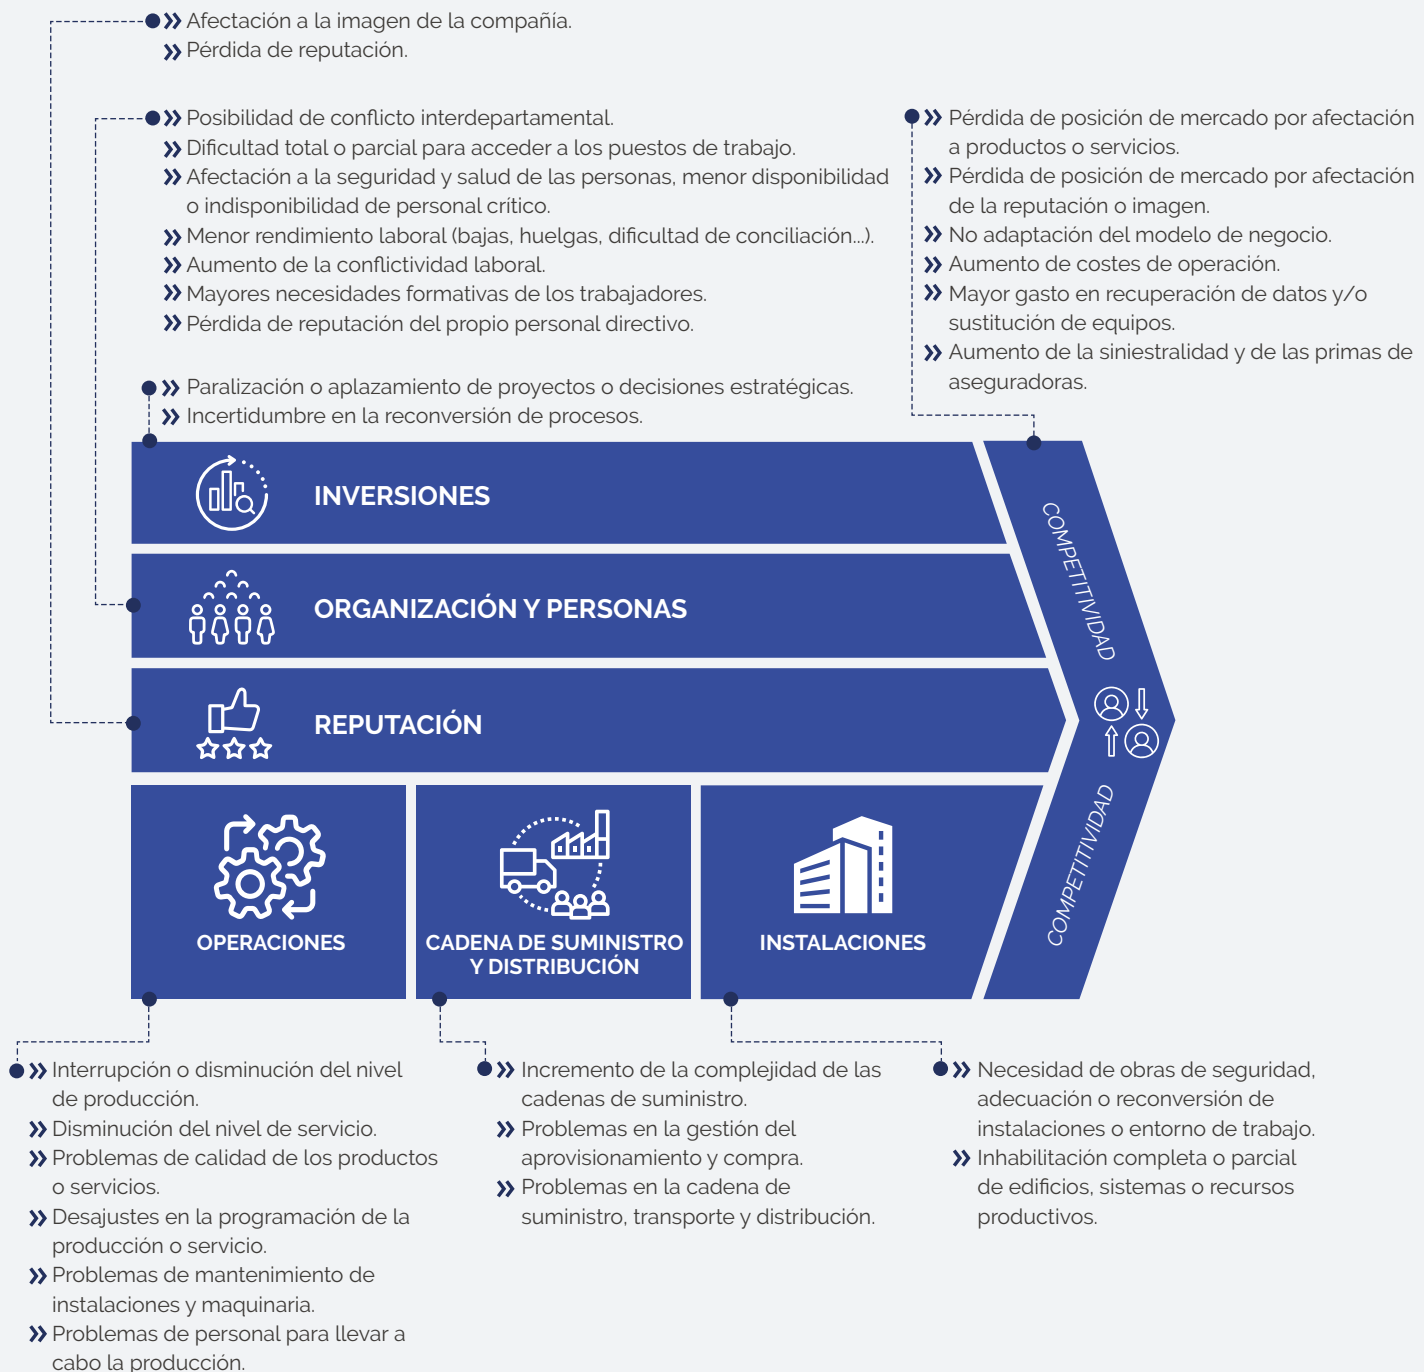 Afectación a la imagen de la compañía.
Pérdida de reputación.
Posibilidad de conflicto interdepartamental.
Dificultad total o parcial para acceder a los puestos de trabajo.
Afectación a la seguridad y salud de las personas, menor disponibilidad
o indisponibilidad de personal crítico.
Menor rendimiento laboral (bajas, huelgas, dificultad de conciliación...).
Aumento de la conflictividad laboral.
Mayores necesidades formativas de los trabajadores.
Pérdida de reputación del propio personal directivo.
Pérdida de posición de mercado por afectación
a productos o servicios.
Pérdida de posición de mercado por afectación
de la reputación o imagen.
No adaptación del modelo de negocio.
Aumento de costes de operación.
Mayor gasto en recuperación de datos y/o
sustitución de equipos.
Aumento de la siniestralidad y de las primas de
aseguradoras.
Paralización o aplazamiento de proyectos o decisiones estratégicas.
Incertidumbre en la reconversión de procesos.
INVERSIONES
ORGANIZACIÓN Y PERSONAS
REPUTACIÓN
COMPETITIVIDAD
COMPETITIVIDAD
OPERACIONES
CADENA DE SUMINISTRO
Y DISTRIBUCIÓN
INSTALACIONES
Interrupción o disminución del nivel
de producción.
Disminución del nivel de servicio.
Problemas de calidad de los productos
o servicios.
Desajustes en la programación de la
producción o servicio.
Problemas de mantenimiento de
instalaciones y maquinaria.
Problemas de personal para llevar a
cabo la producción.
Incremento de la complejidad de las
cadenas de suministro.
Problemas en la gestión del
aprovisionamiento y compra.
Problemas en la cadena de
suministro, transporte y distribución.
Necesidad de obras de seguridad,
adecuación o reconversión de
instalaciones o entorno de trabajo.
Inhabilitación completa o parcial
de edificios, sistemas o recursos
productivos.